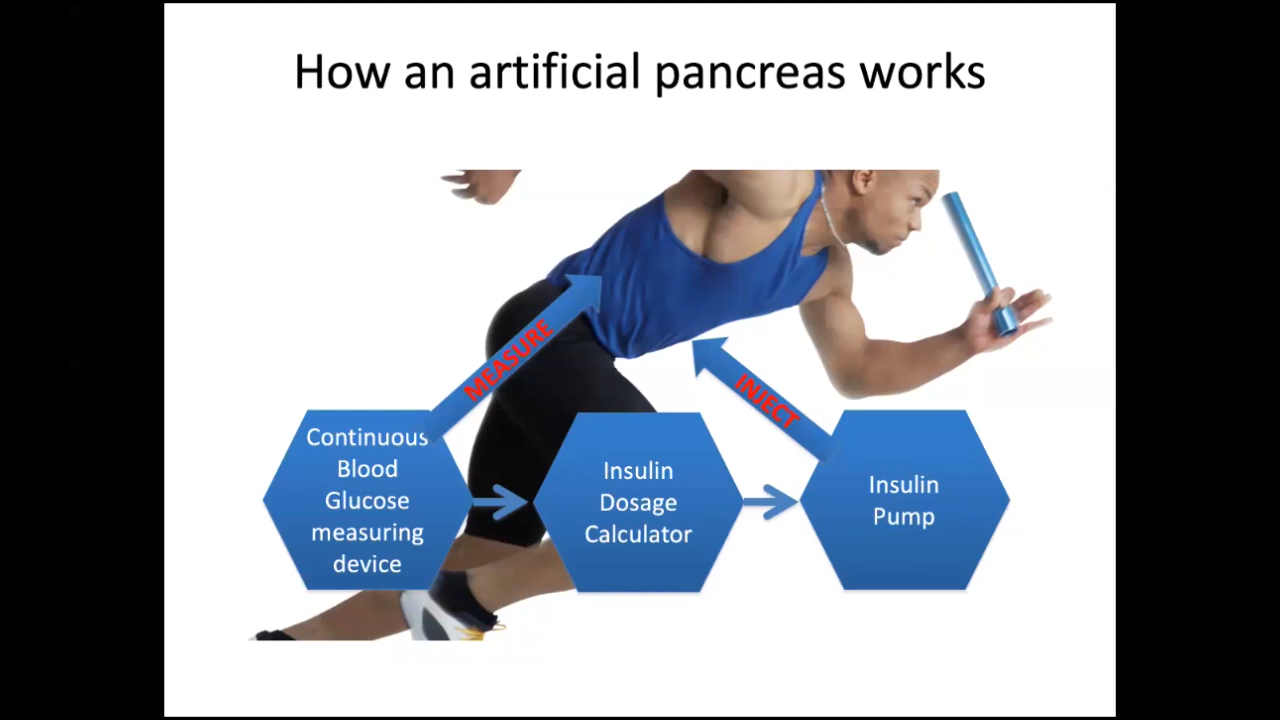 How an artificial pancreas works
MEASURE
INJECT
Continuous
Blood
Glucose
measuring
device
Insulin
Dosage
Calculator
Insulin
Pump